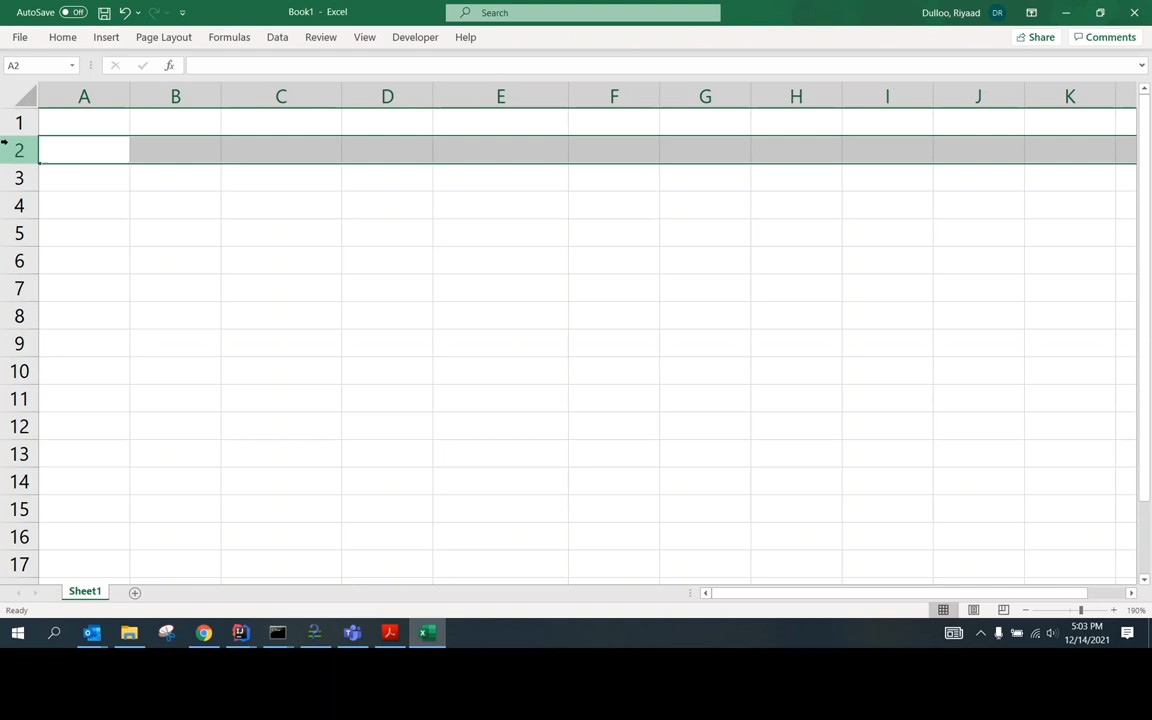 AutoSave Off Book1 - Excel Search Dulloo, Riyaad DR
File Home Insert Page Layout Formulas Data Review View Developer Help Share Comments
A2 fx
A B C D E F G H I J K
1
2
3
4
5
6
7
8
9
10
11
12
13
14
15
16
17
Sheet1
Ready 190%
5:03 PM
12/14/2021